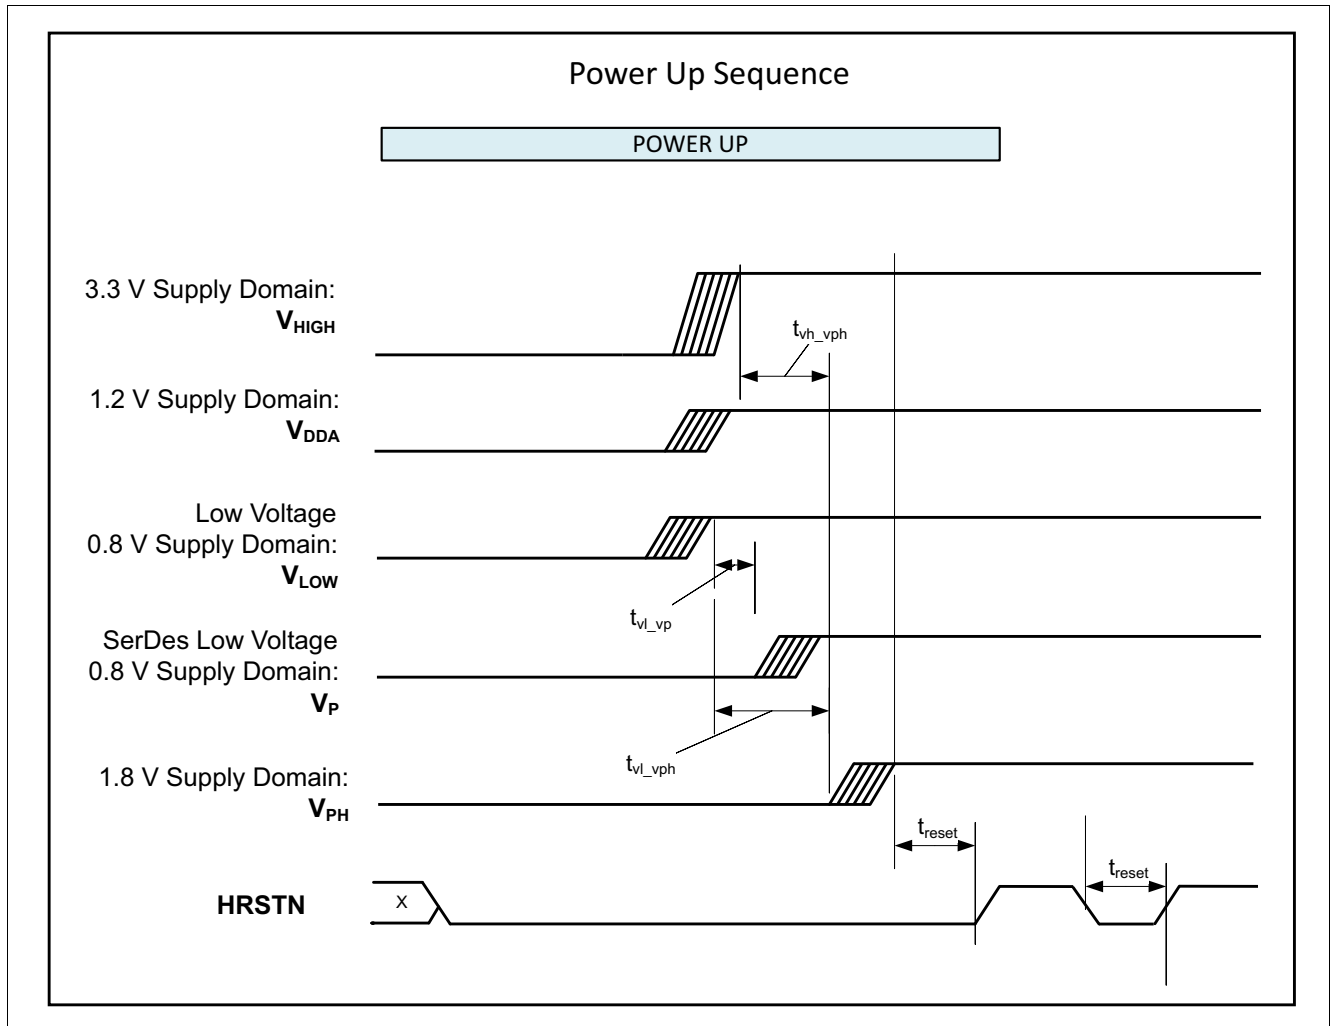 Power Up Sequence
POWER UP
3.3 V Supply Domain:
VHIGH
tvh_vph
1.2 V Supply Domain:
VDDA
Low Voltage
0.8 V Supply Domain:
VLOW
tvl_vp
SerDes Low Voltage
0.8 V Supply Domain:
VP
tvl_vph
1.8 V Supply Domain:
VPH
treset
treset
HRSTN
X